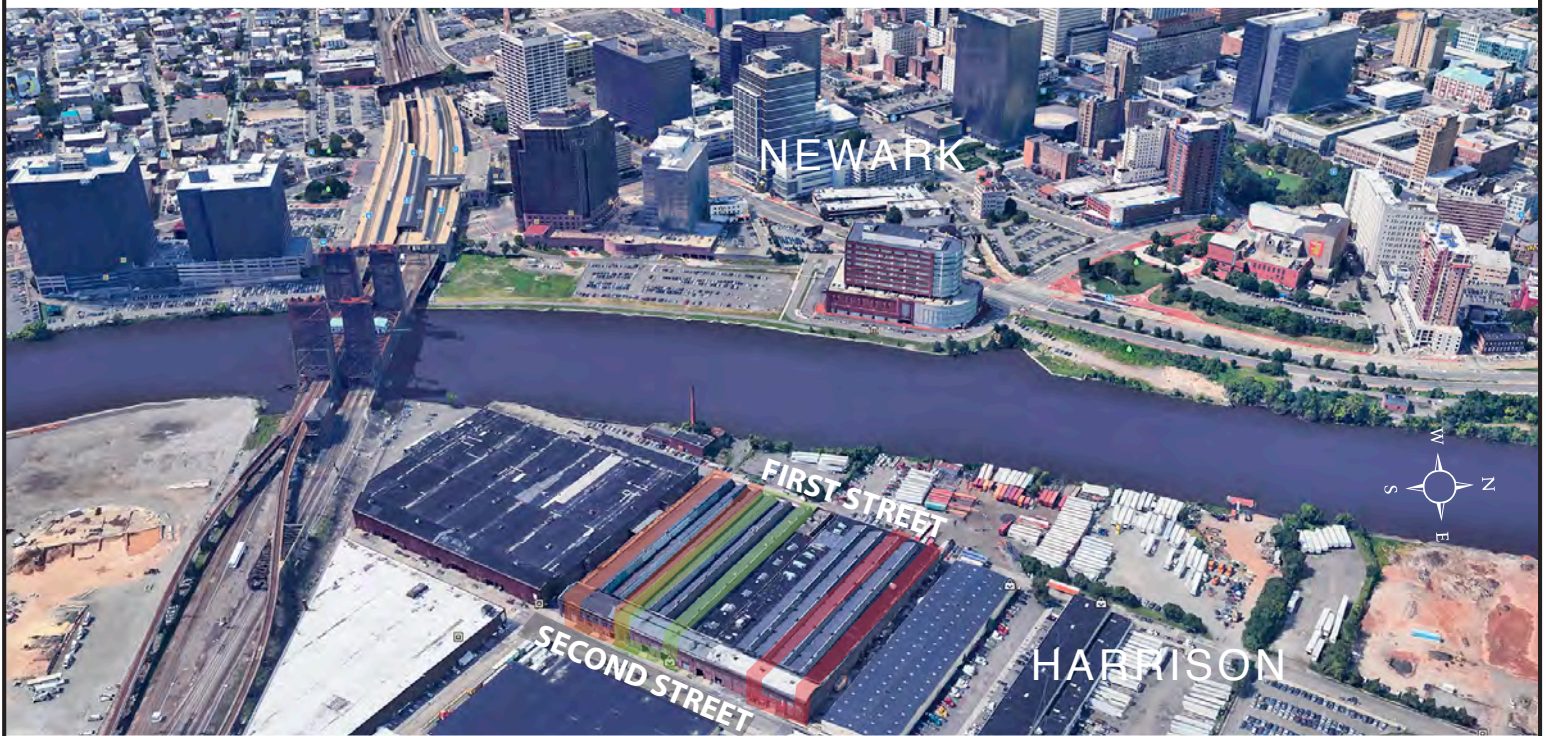 NEWARK
FIRST STREET
W
S N
E
SECOND STREET
HARRISON